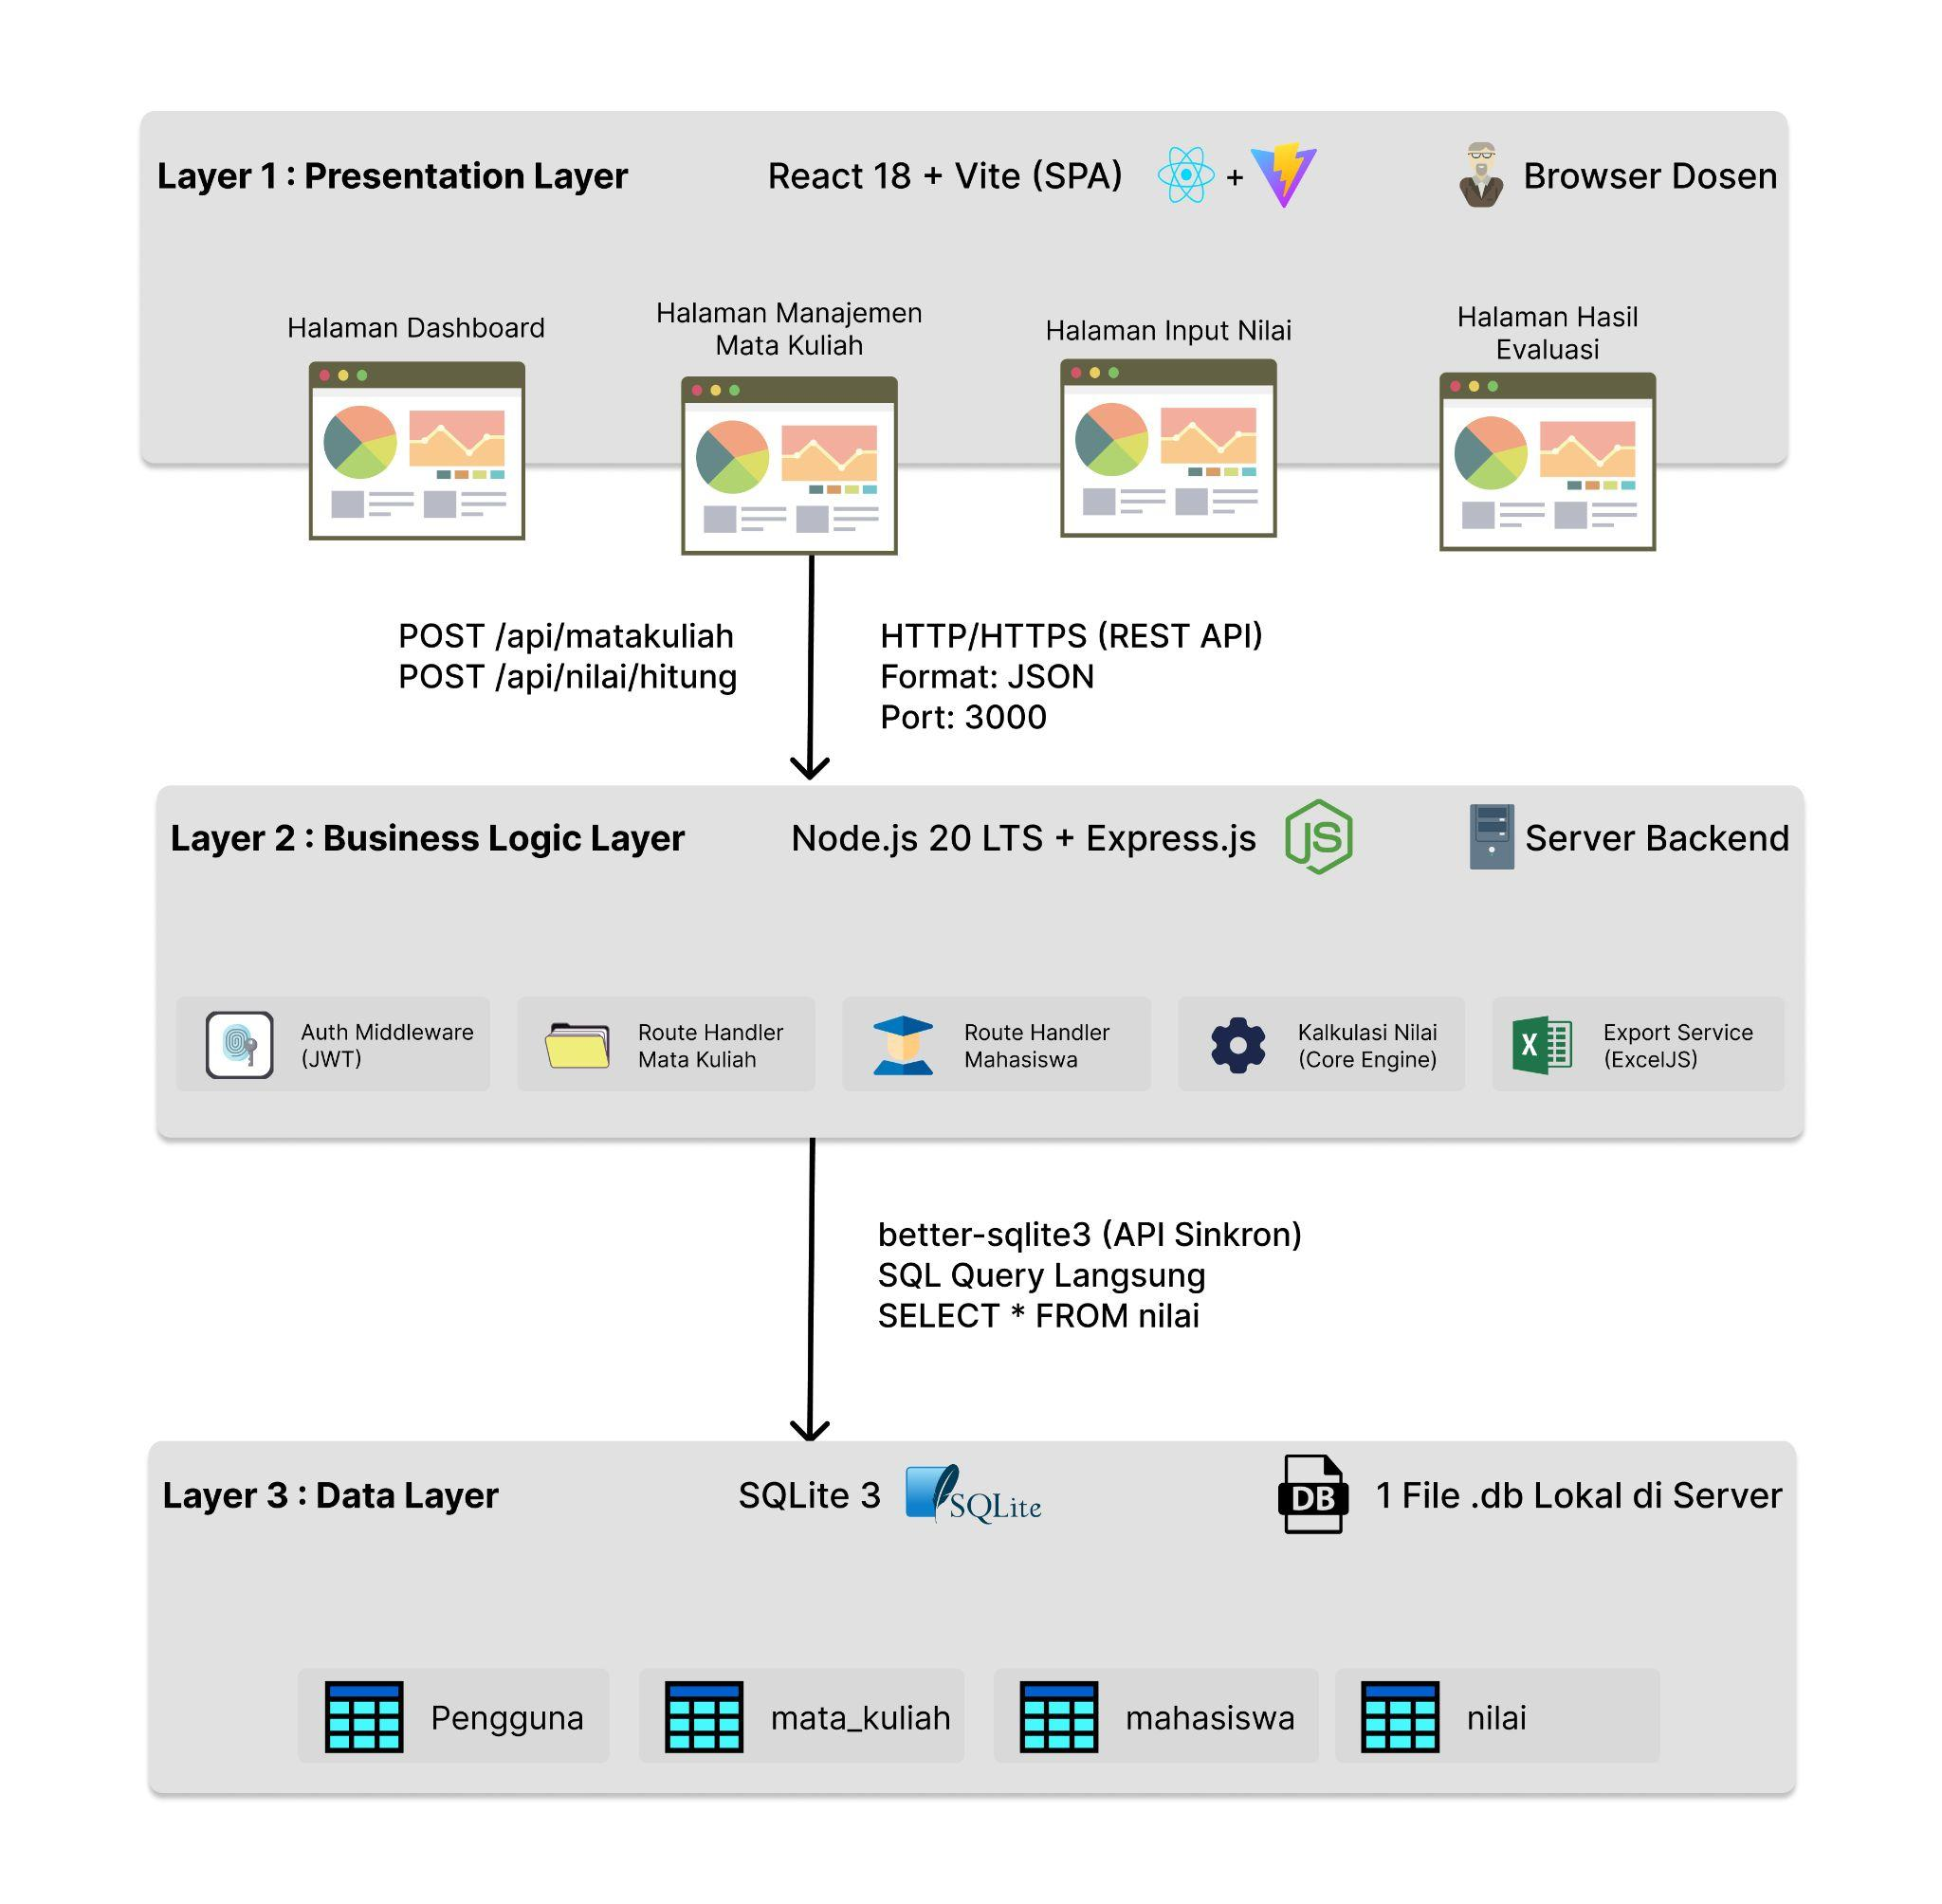 Layer 1 : Presentation Layer
React 18 + Vite (SPA)
+
Browser Dosen
Halaman Dashboard
Halaman Manajemen
Mata Kuliah
Halaman Input Nilai
Halaman Hasil
Evaluasi
POST /api/matakuliah
POST /api/nilai/hitung
HTTP/HTTPS (REST API)
Format: JSON
Port: 3000
Layer 2 : Business Logic Layer
Node.js 20 LTS + Express.js
JS
Server Backend
Auth Middleware
(JWT)
Route Handler
Mata Kuliah
Route Handler
Mahasiswa
Kalkulasi Nilai
(Core Engine)
X
Export Service
(ExcelJS)
better-sqlite3 (API Sinkron)
SQL Query Langsung
SELECT * FROM nilai
Layer 3 : Data Layer
SQLite 3
SQLite
DB
1 File .db Lokal di Server
Pengguna
mata_kuliah
mahasiswa
nilai